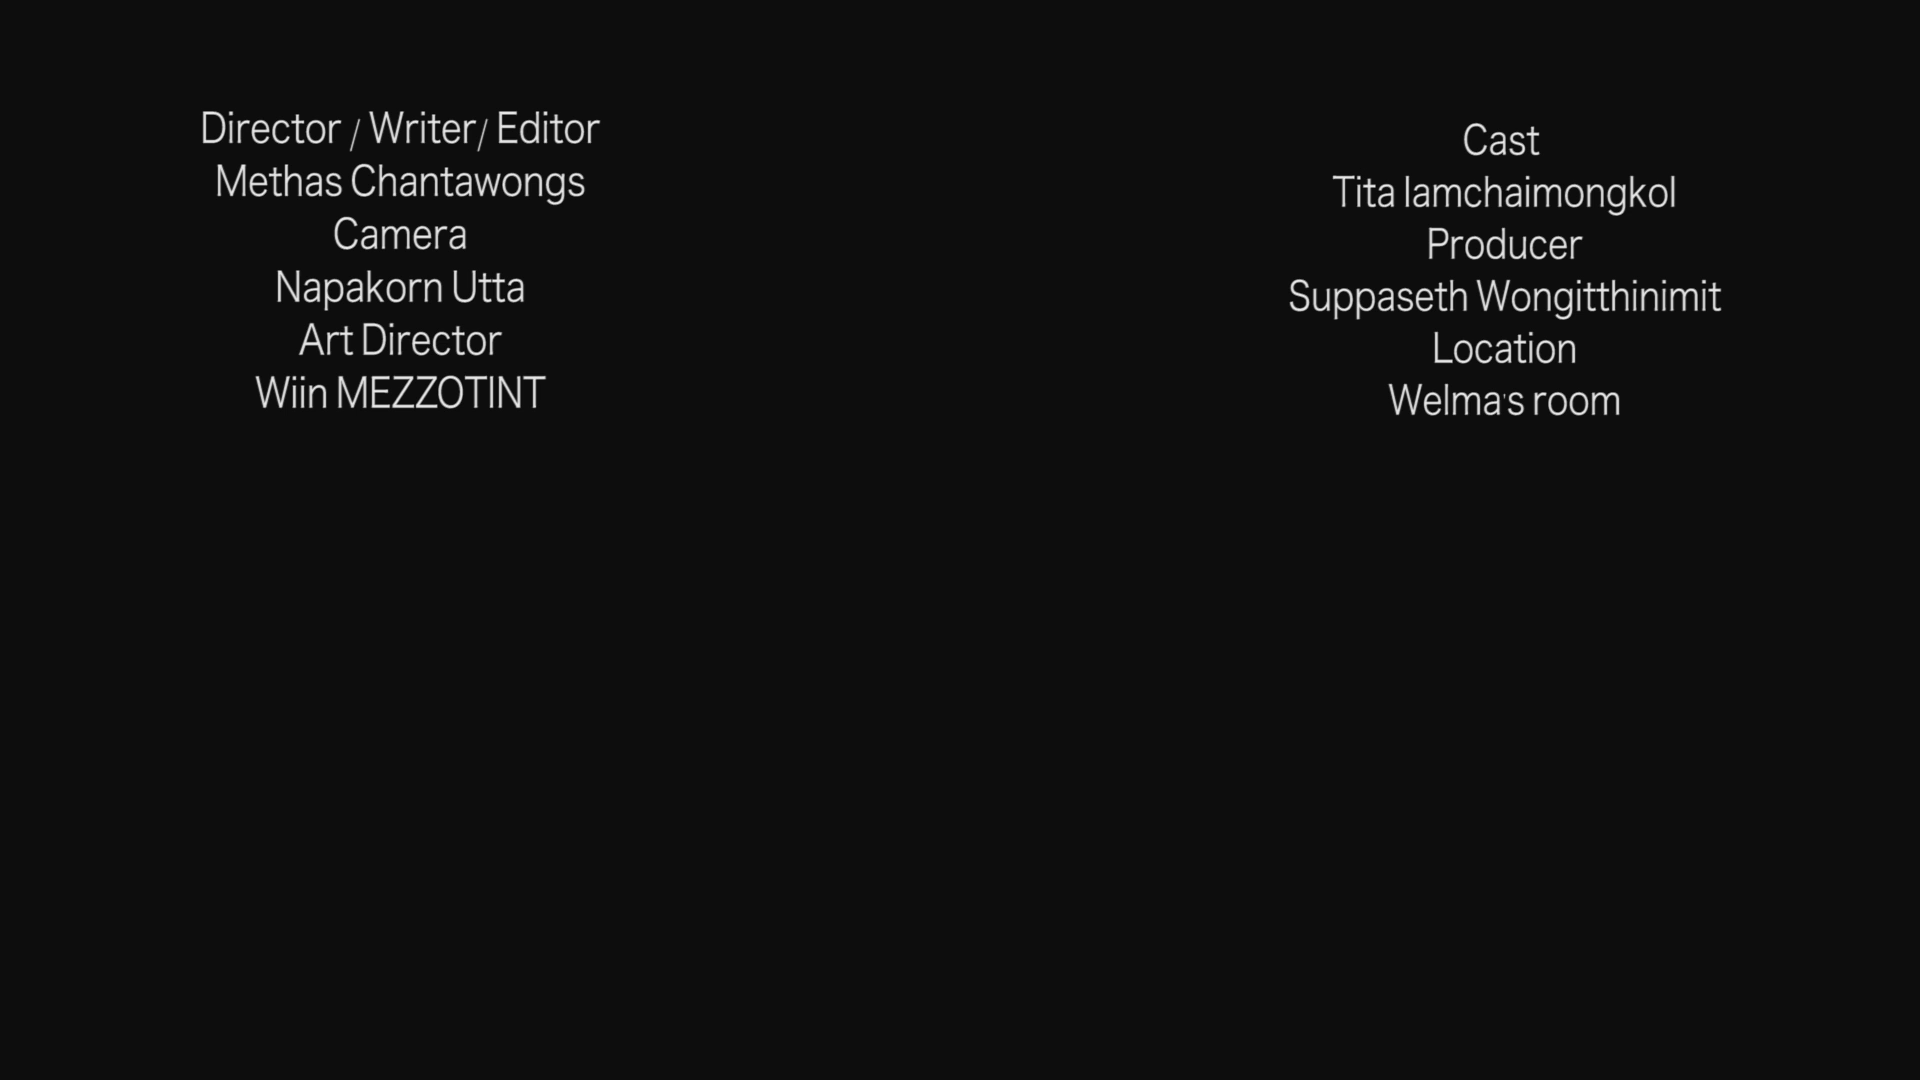 Director / Writer/ Editor
Methas Chantawongs
Camera
Napakorn Utta
Art Director
Wiin MEZZOTINT
Cast
Tita Iamchaimongkol
Producer
Suppaseth Wongitthinimit
Location
Welma's room